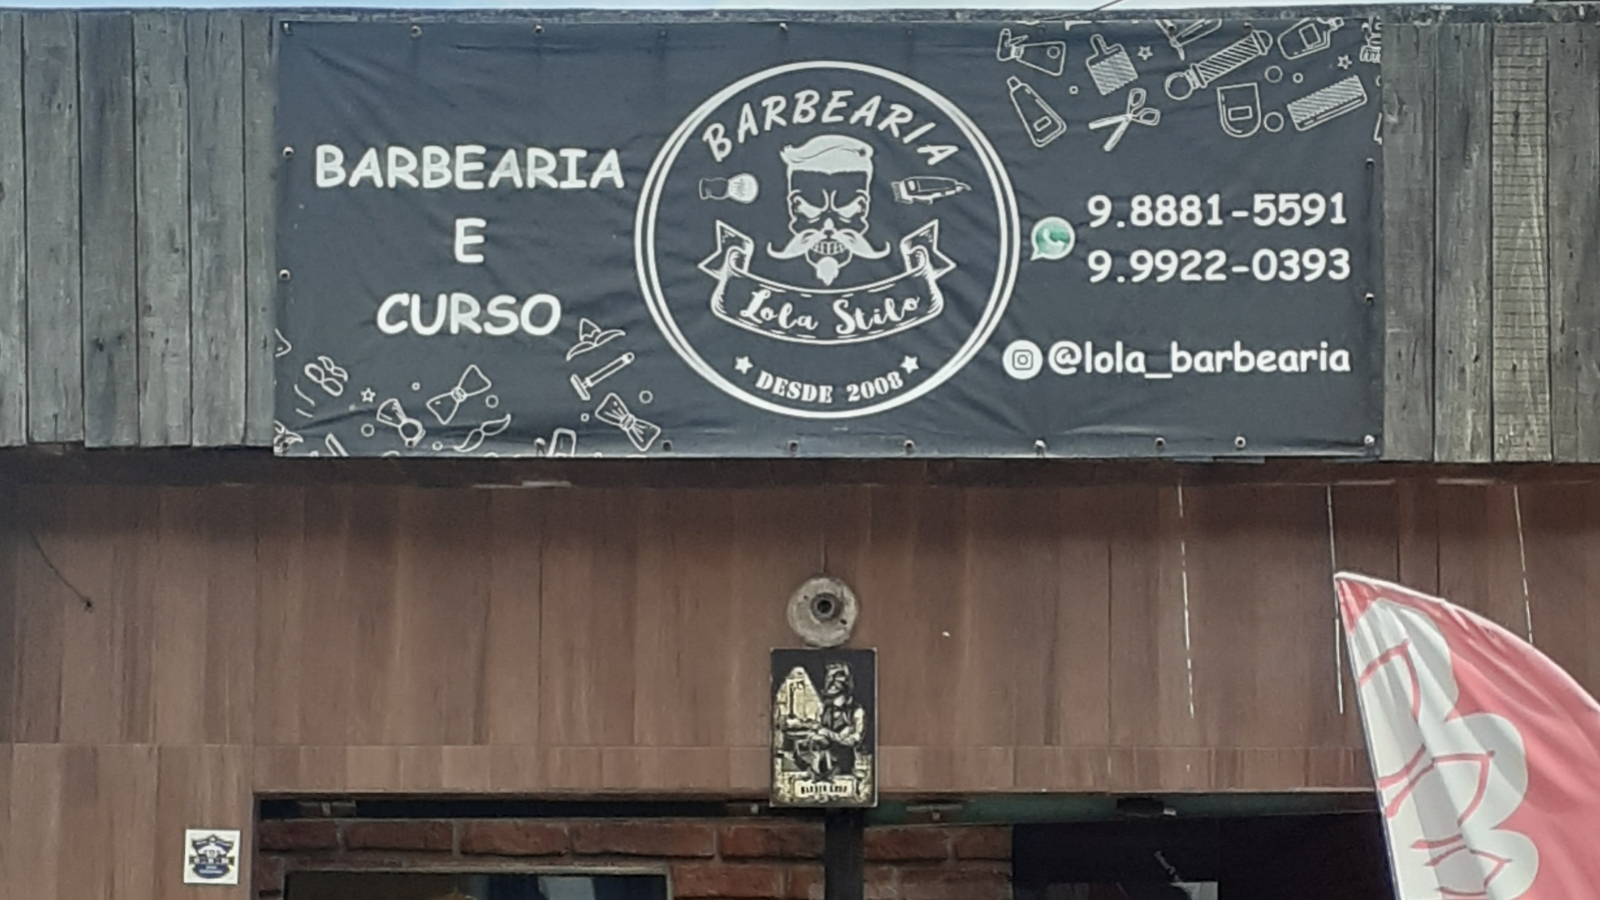 BARBEARIA
E
CURSO
BARBEARIA
Lola Stilo
DESDE 2008
9.8881-5591
9.9922-0393
@lola_barbearia